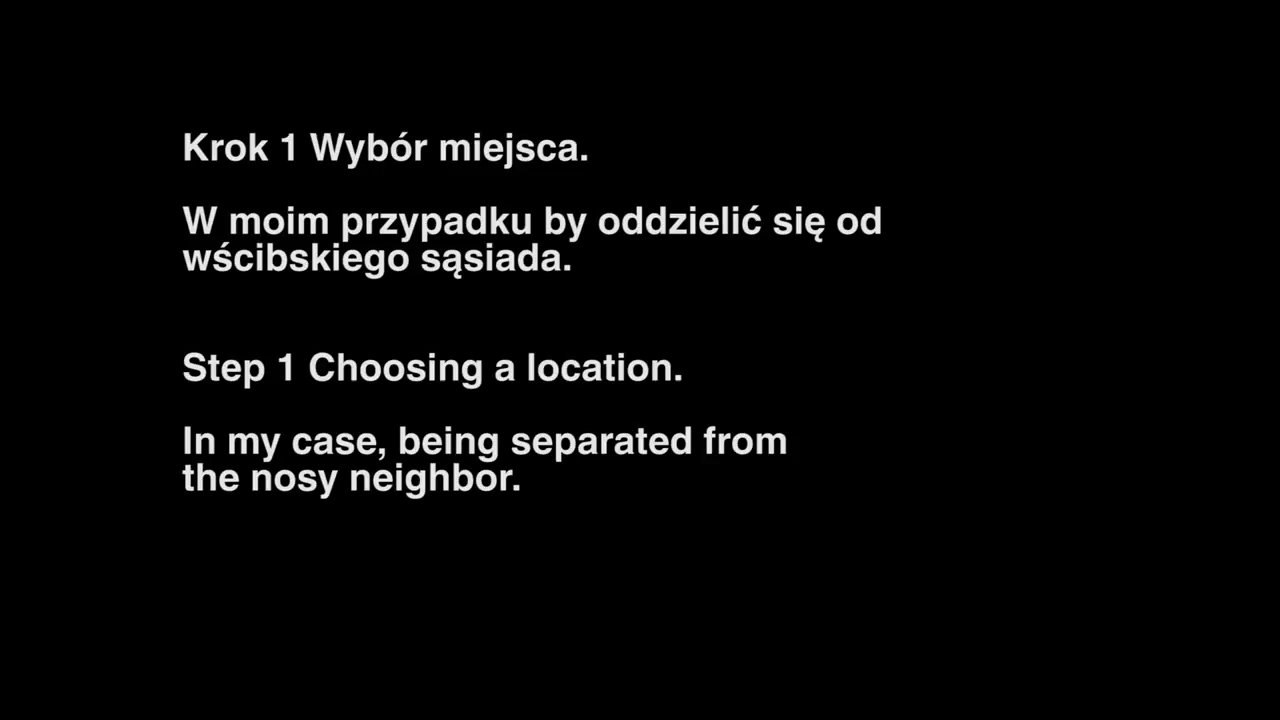 Krok 1 Wybór miejsca.
W moim przypadku by oddzielić się od
wścibskiego sąsiada.
Step 1 Choosing a location.
In my case, being separated from
the nosy neighbor.